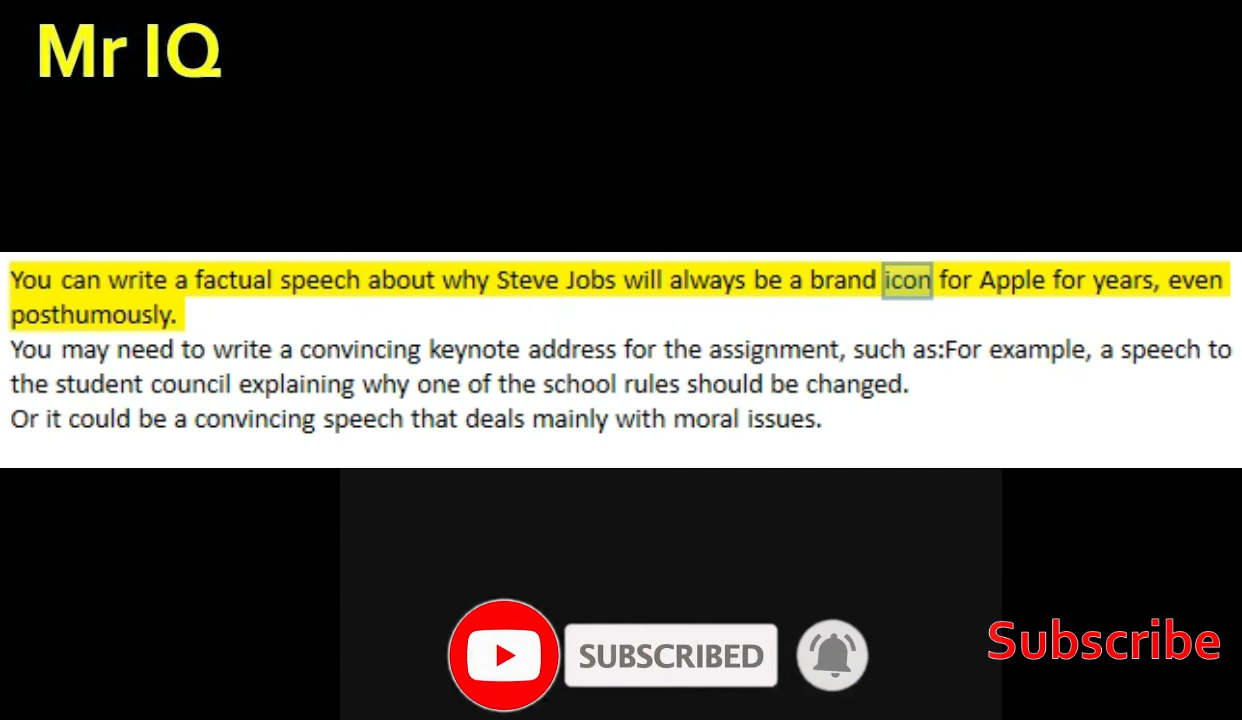 Mr IQ
You can write a factual speech about why Steve Jobs will always be a brand icon for Apple for years, even
posthumously.
You may need to write a convincing keynote address for the assignment, such as:For example, a speech to
the student council explaining why one of the school rules should be changed.
Or it could be a convincing speech that deals mainly with moral issues.
SUBSCRIBED
Subscribe